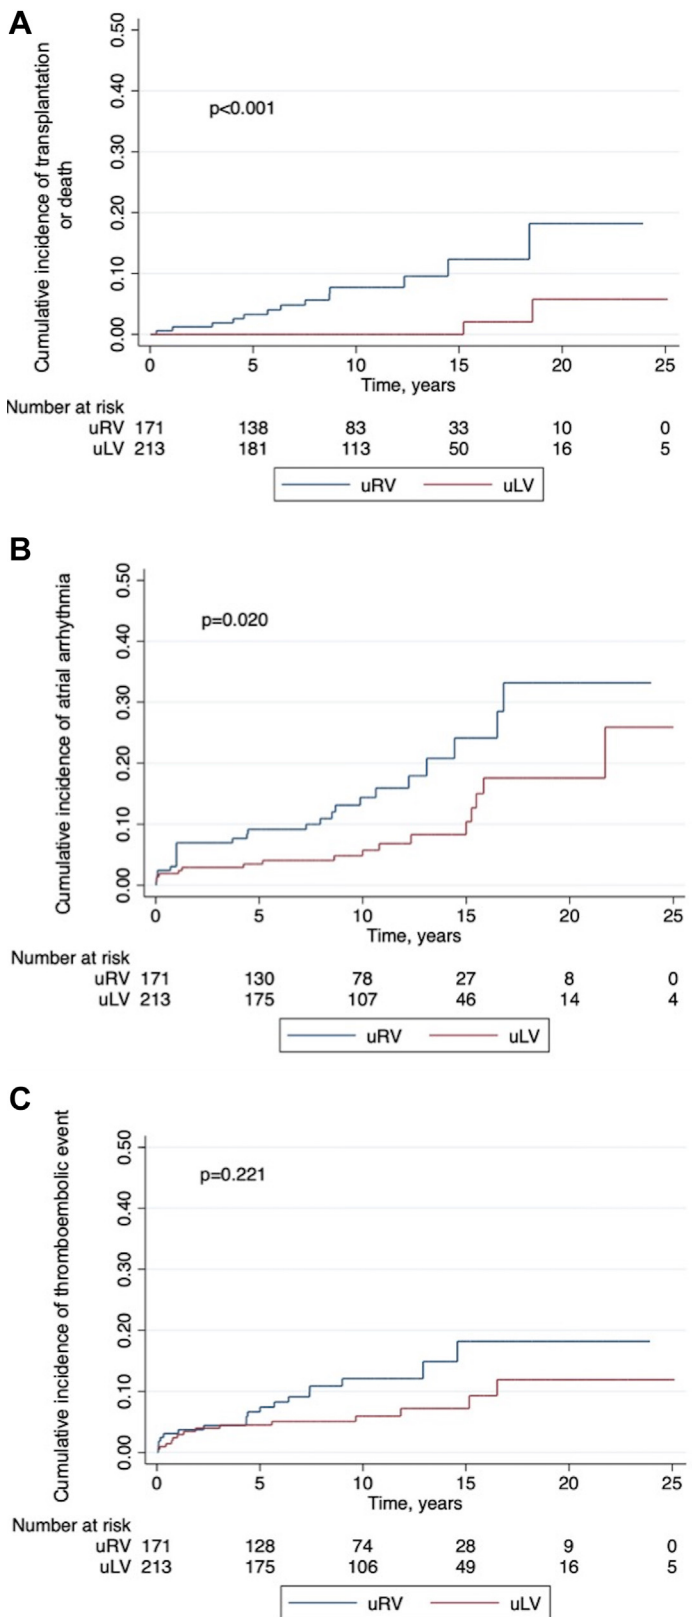 A
Cumulative incidence of transplantation
or death
0.50
0.40
0.30
0.20
0.10
0.00
p<0.001
0 5 10 15 20 25
Time, years
Number at risk
uRV 171 138 83 33 10 0
uLV 213 181 113 50 16 5
uRV uLV
B
Cumulative incidence of atrial arrhythmia
0.50
0.40
0.30
0.20
0.10
0.00
p=0.020
0 5 10 15 20 25
Time, years
Number at risk
uRV 171 130 78 27 8 0
uLV 213 175 107 46 14 4
uRV uLV
C
Cumulative incidence of thromboembolic event
0.50
0.40
0.30
0.20
0.10
0.00
p=0.221
0 5 10 15 20 25
Time, years
Number at risk
uRV 171 128 74 28 9 0
uLV 213 175 106 49 16 5
uRV uLV